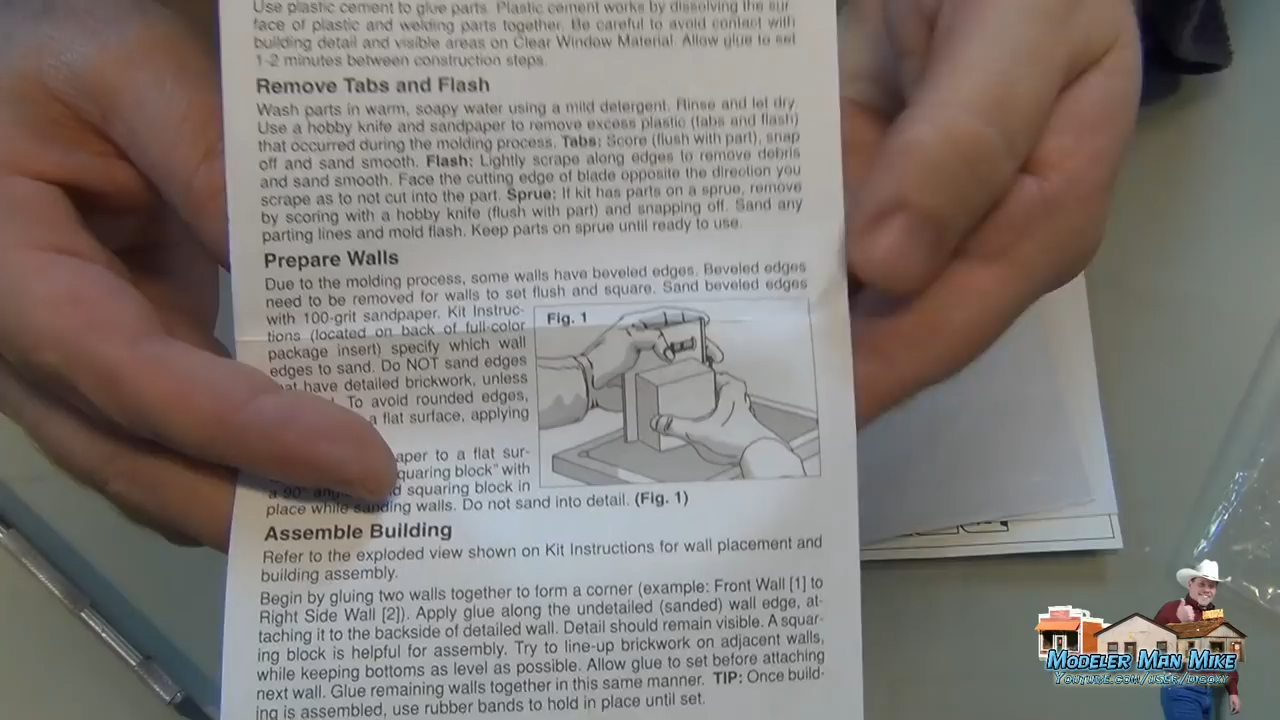 Use plastic cement to glue parts. Plastic cement works by dissolving the sur-
face of plastic and welding parts together. Be careful to avoid contact with
building detail and visible areas on Clear Window Material. Allow glue to set
1-2 minutes between construction steps.
Remove Tabs and Flash
Wash parts in warm, soapy water using a mild detergent. Rinse and let dry.
Use a hobby knife and sandpaper to remove excess plastic (tabs and flash)
that occurred during the molding process. Tabs: Score (flush with part), snap
off and sand smooth. Flash: Lightly scrape along edges to remove debris
and sand smooth. Face the cutting edge of blade opposite the direction you
scrape as to not cut into the part. Sprue: If kit has parts on a sprue, remove
by scoring with a hobby knife (flush with part) and snapping off. Sand any
parting lines and mold flash. Keep parts on sprue until ready to use.
Prepare Walls
Due to the molding process, some walls have beveled edges. Beveled edges
need to be removed for walls to set flush and square. Sand beveled edges
with 100-grit sandpaper. Kit Instruc-
tions (located on back of full-color
package insert) specify which wall
edges to sand. Do NOT sand edges
have detailed brickwork, unless
To avoid rounded edges,
a flat surface, applying
to a flat sur-
block" with
a 90° squaring block in
place while sanding walls. Do not sand into detail. (Fig. 1)
Fig. 1
Assemble Building
Refer to the exploded view shown on Kit Instructions for wall placement and
building assembly.
Begin by gluing two walls together to form a corner (example: Front Wall [1] to
Right Side Wall [2]). Apply glue along the undetailed (sanded) wall edge, at-
taching it to the backside of detailed wall. Detail should remain visible. A squar-
ing block is helpful for assembly. Try to line-up brickwork on adjacent walls,
while keeping bottoms as level as possible. Allow glue to set before attaching
next wall. Glue remaining walls together in this same manner. TIP: Once build-
ing is assembled, use rubber bands to hold in place until set.
Modeler Man Mike